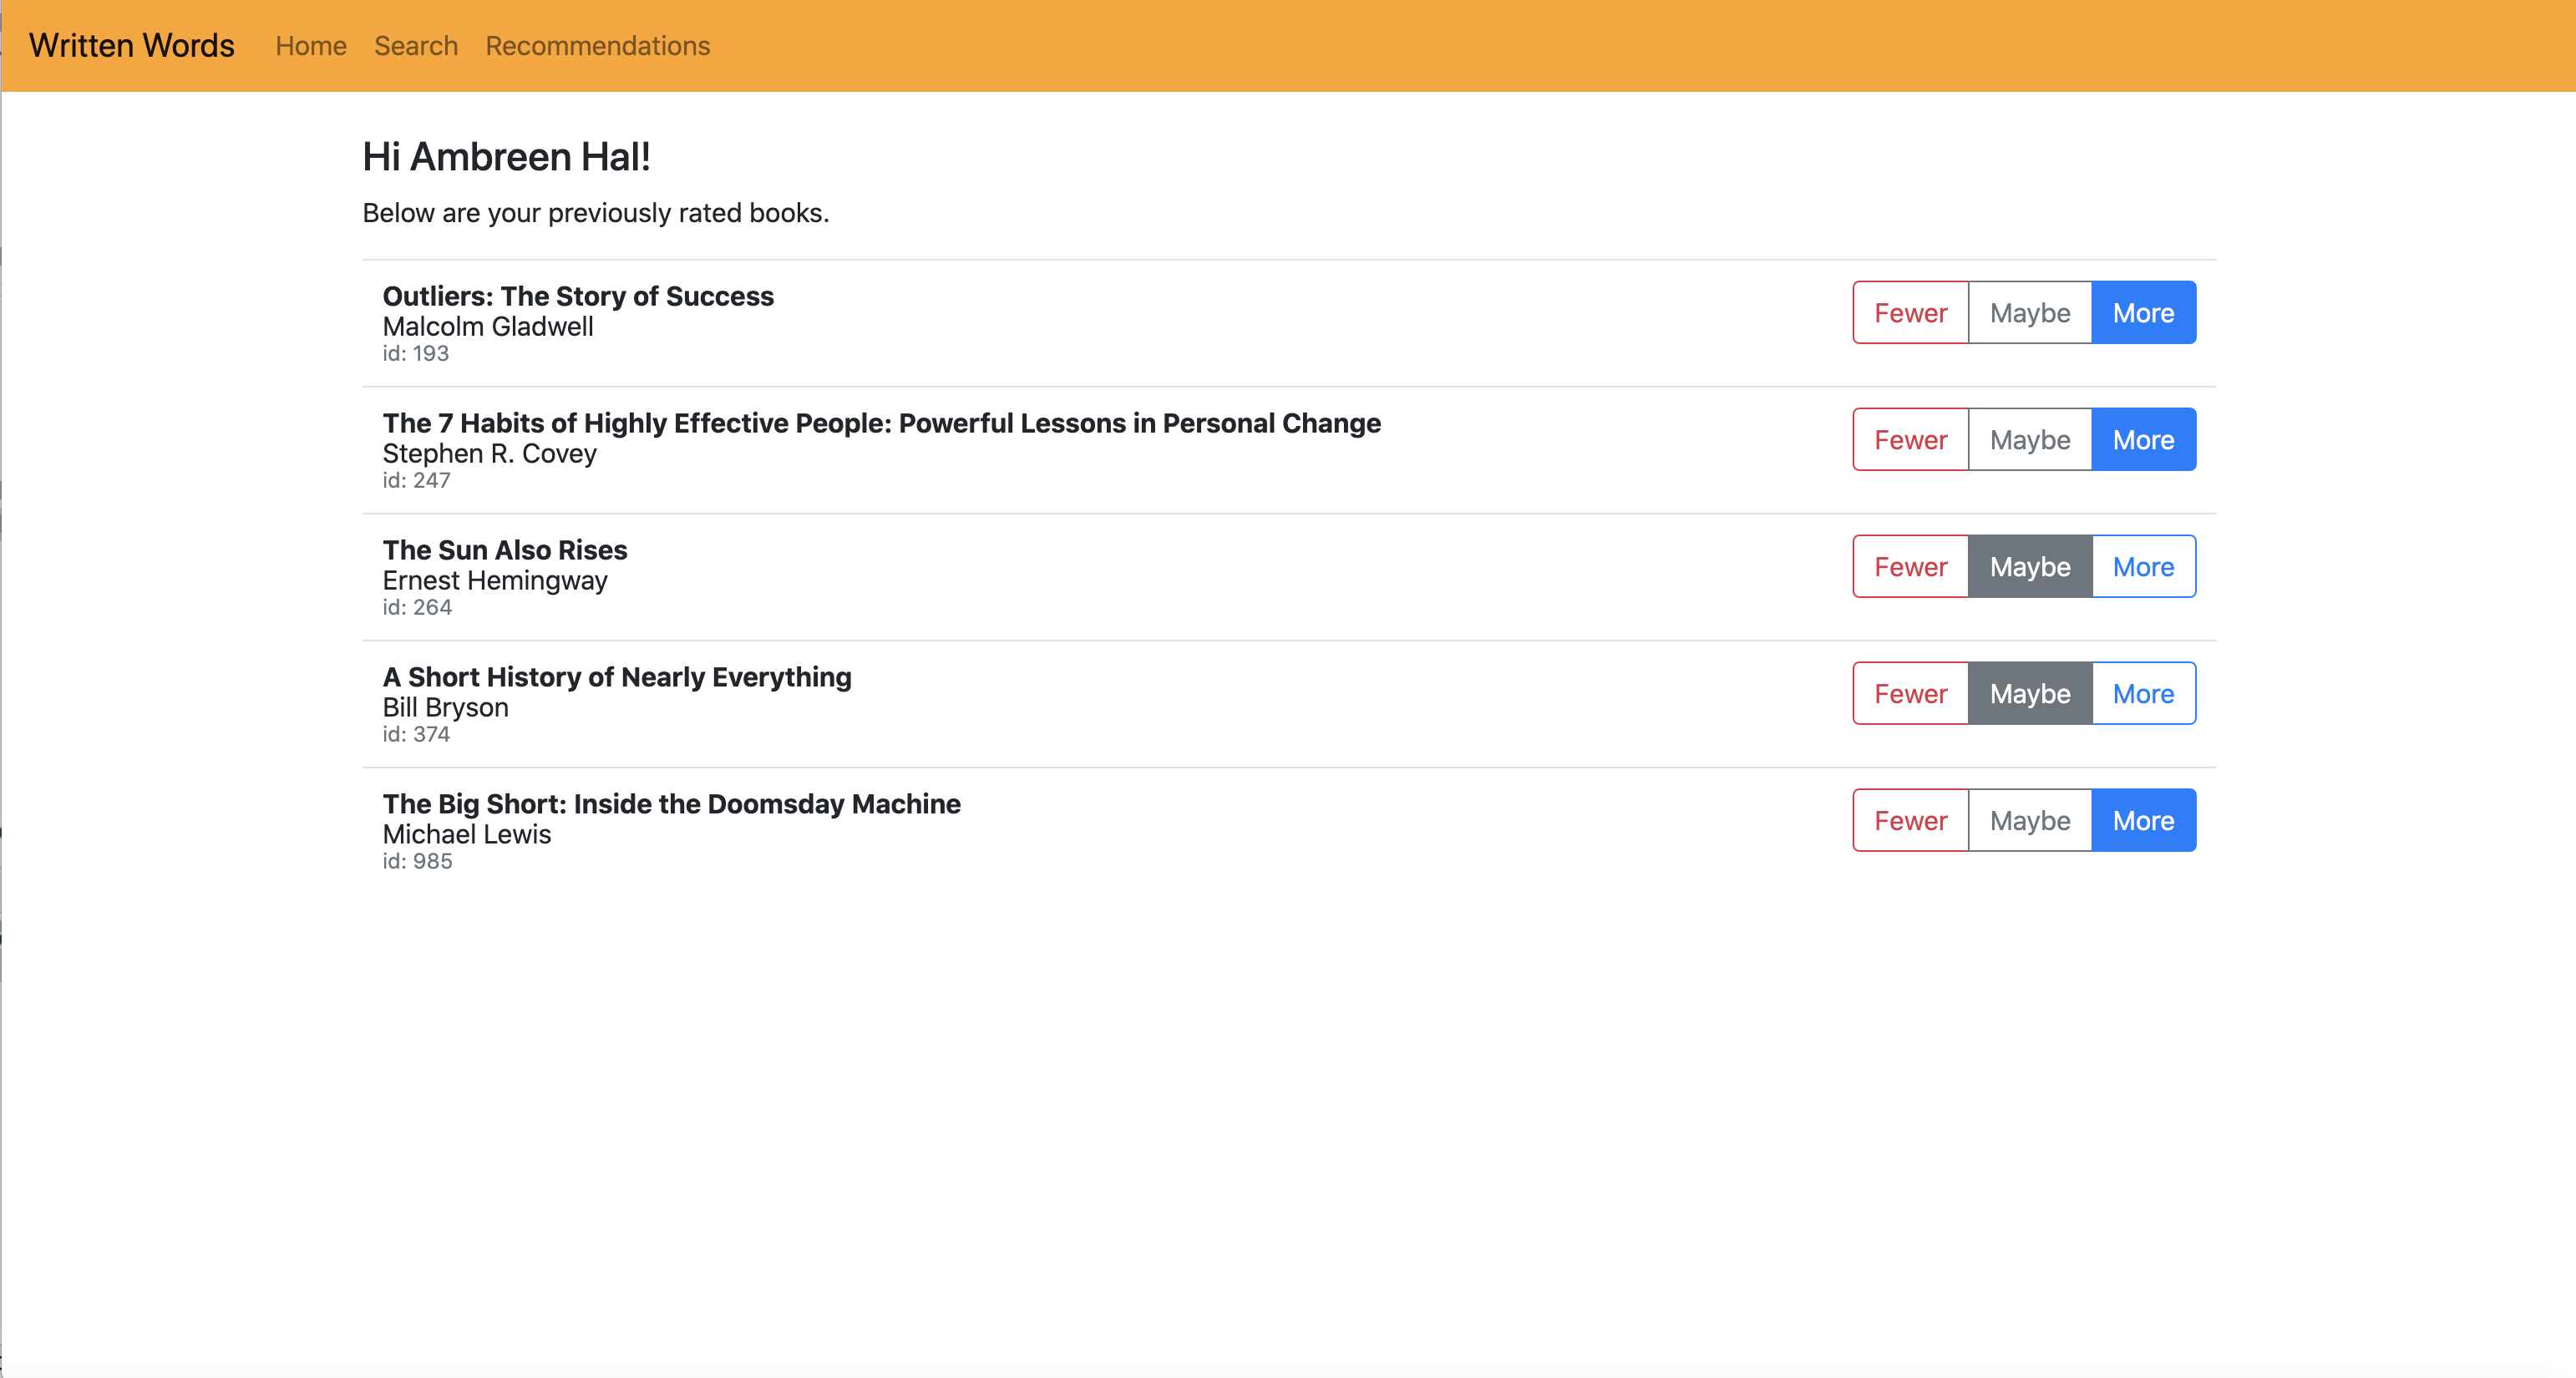 Written Words Home Search Recommendations
Hi Ambreen Hal!
Below are your previously rated books.
Outliers: The Story of Success
Malcolm Gladwell
id: 193
Fewer Maybe More
The 7 Habits of Highly Effective People: Powerful Lessons in Personal Change
Stephen R. Covey
id: 247
Fewer Maybe More
The Sun Also Rises
Ernest Hemingway
id: 264
Fewer Maybe More
A Short History of Nearly Everything
Bill Bryson
id: 374
Fewer Maybe More
The Big Short: Inside the Doomsday Machine
Michael Lewis
id: 985
Fewer Maybe More